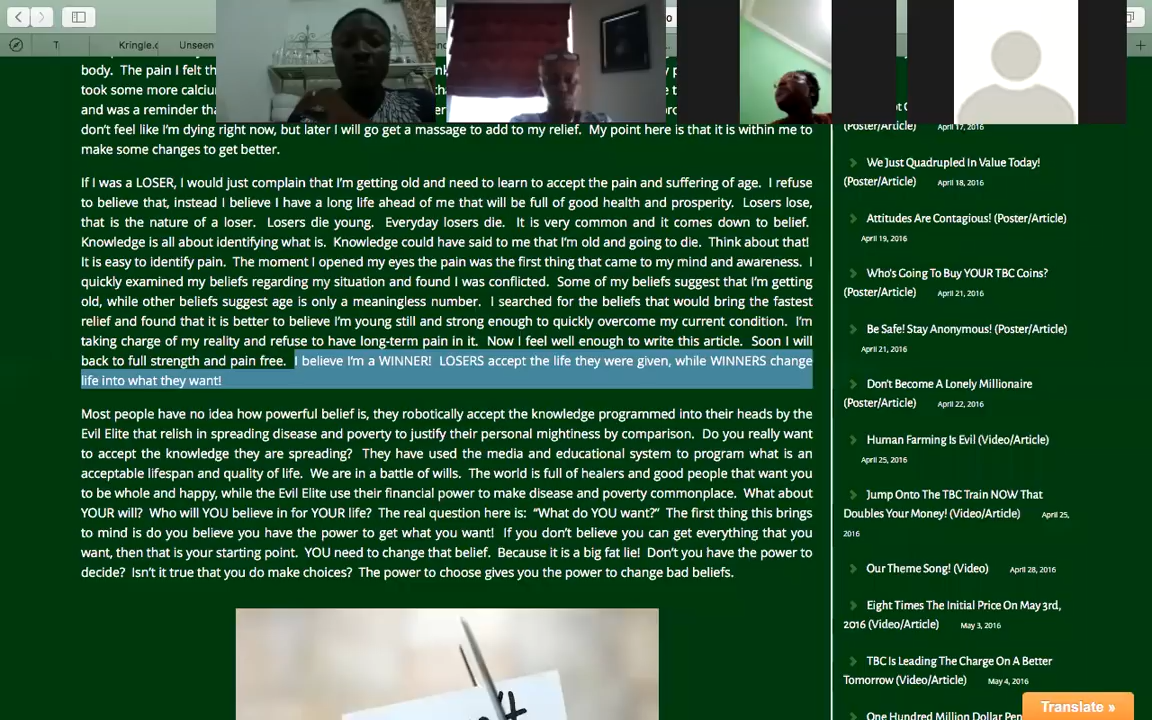 Kringle.c
Unseen
body.  The pain I felt th
took some more calciu
and was a reminder tha
don't feel like I'm dying right now, but later I will go get a massage to add to my relief.  My point here is that it is within me to
make some changes to get better.
If I was a LOSER, I would just complain that I'm getting old and need to learn to accept the pain and suffering of age.  I refuse
to believe that, instead I believe I have a long life ahead of me that will be full of good health and prosperity.  Losers lose,
that is the nature of a loser.  Losers die young.  Everyday losers die.  It is very common and it comes down to belief.
Knowledge is all about identifying what is.  Knowledge could have said to me that I'm old and going to die.  Think about that!
It is easy to identify pain.  The moment I opened my eyes the pain was the first thing that came to my mind and awareness.  I
quickly examined my beliefs regarding my situation and found I was conflicted.  Some of my beliefs suggest that I'm getting
old, while other beliefs suggest age is only a meaningless number.  I searched for the beliefs that would bring the fastest
relief and found that it is better to believe I'm young still and strong enough to quickly overcome my current condition.  I'm
taking charge of my reality and refuse to have long-term pain in it.  Now I feel well enough to write this article.  Soon I will
back to full strength and pain free.  I believe I'm a WINNER!  LOSERS accept the life they were given, while WINNERS change
life into what they want!
Most people have no idea how powerful belief is, they robotically accept the knowledge programmed into their heads by the
Evil Elite that relish in spreading disease and poverty to justify their personal mightiness by comparison.  Do you really want
to accept the knowledge they are spreading?  They have used the media and educational system to program what is an
acceptable lifespan and quality of life.  We are in a battle of wills.  The world is full of healers and good people that want you
to be whole and happy, while the Evil Elite use their financial power to make disease and poverty commonplace.  What about
YOUR will?  Who will YOU believe in for YOUR life?  The real question here is:  "What do YOU want?"  The first thing this brings
to mind is do you believe you have the power to get what you want!  If you don't believe you can get everything that you
want, then that is your starting point.  YOU need to change that belief.  Because it is a big fat lie!  Don't you have the power to
decide?  Isn't it true that you do make choices?  The power to choose gives you the power to change bad beliefs.
(Poster/Article) April 17, 2016
We Just Quadrupled In Value Today!
(Poster/Article) April 18, 2016
Attitudes Are Contagious! (Poster/Article)
April 19, 2016
Who's Going To Buy YOUR TBC Coins?
(Poster/Article) April 21, 2016
Be Safe! Stay Anonymous! (Poster/Article)
April 21, 2016
Don't Become A Lonely Millionaire
(Poster/Article) April 22, 2016
Human Farming Is Evil (Video/Article)
April 25, 2016
Jump Onto The TBC Train NOW That
Doubles Your Money! (Video/Article) April 25,
2016
Our Theme Song! (Video) April 28, 2016
Eight Times The Initial Price On May 3rd,
2016 (Video/Article) May 3, 2016
TBC Is Leading The Charge On A Better
Tomorrow (Video/Article) May 4, 2016
One Hundred Million Dollar
Translate »